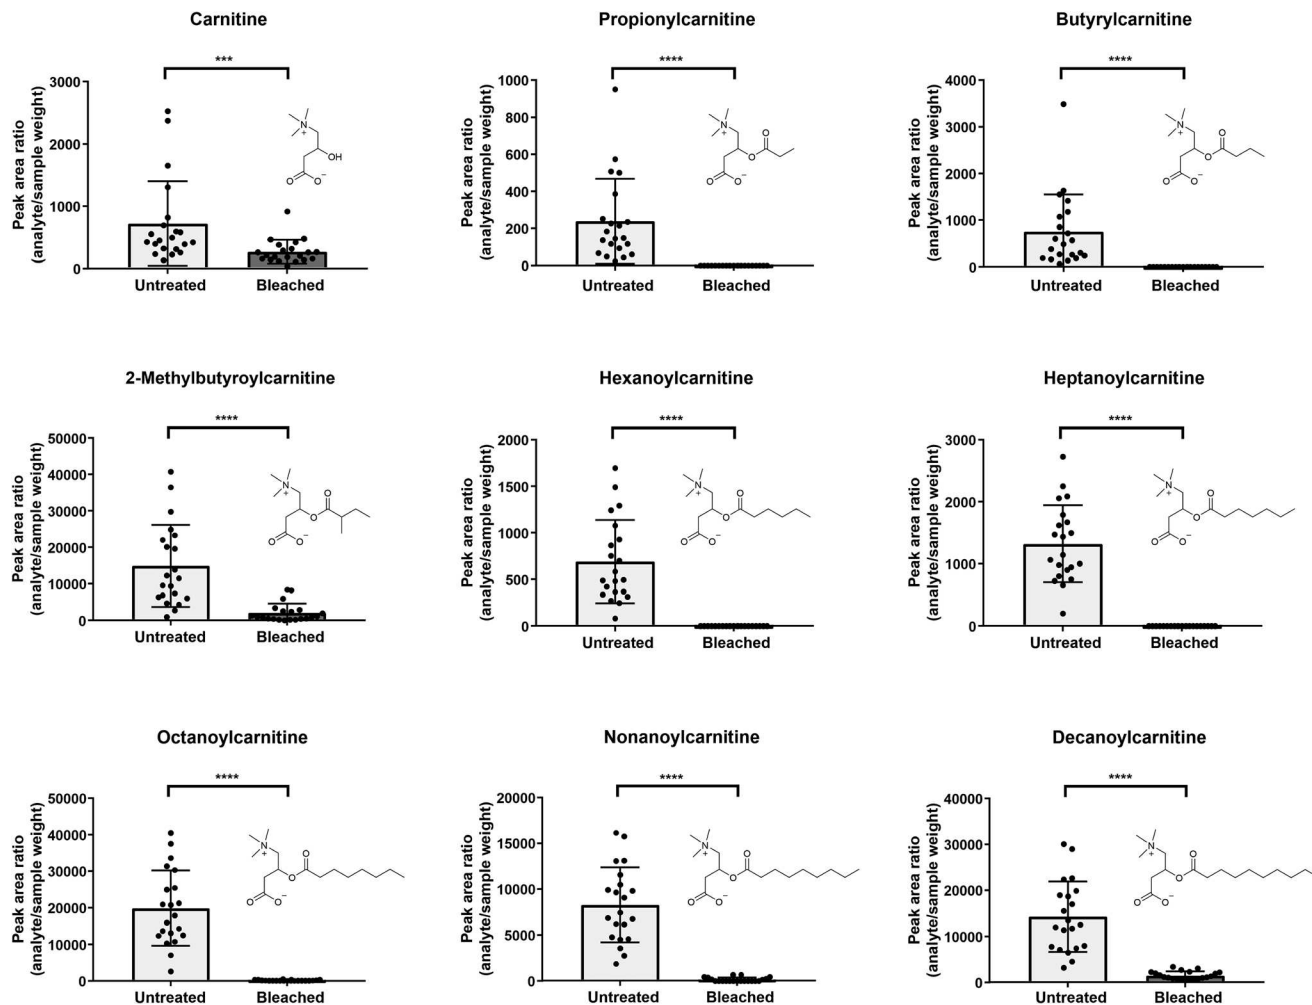 Carnitine
***
Peak area ratio
(analyte/sample weight)
3000
2000
1000
0
N
+
OH
O
O
−
Untreated
Bleached
Propionylcarnitine
****
Peak area ratio
(analyte/sample weight)
1000
800
600
400
200
0
N
+
O
O
O
O
−
Untreated
Bleached
Butyrylcarnitine
****
Peak area ratio
(analyte/sample weight)
4000
3000
2000
1000
0
N
+
O
O
O
O
−
Untreated
Bleached
2-Methylbutyroylcarnitine
****
Peak area ratio
(analyte/sample weight)
50000
40000
30000
20000
10000
0
N
+
O
O
O
O
−
Untreated
Bleached
Hexanoylcarnitine
****
Peak area ratio
(analyte/sample weight)
2000
1500
1000
500
0
N
+
O
O
O
O
−
Untreated
Bleached
Heptanoylcarnitine
****
Peak area ratio
(analyte/sample weight)
3000
2000
1000
0
N
+
O
O
O
O
−
Untreated
Bleached
Octanoylcarnitine
****
Peak area ratio
(analyte/sample weight)
50000
40000
30000
20000
10000
0
N
+
O
O
O
O
−
Untreated
Bleached
Nonanoylcarnitine
****
Peak area ratio
(analyte/sample weight)
20000
15000
10000
5000
0
N
+
O
O
O
O
−
Untreated
Bleached
Decanoylcarnitine
****
Peak area ratio
(analyte/sample weight)
40000
30000
20000
10000
0
N
+
O
O
O
O
−
Untreated
Bleached